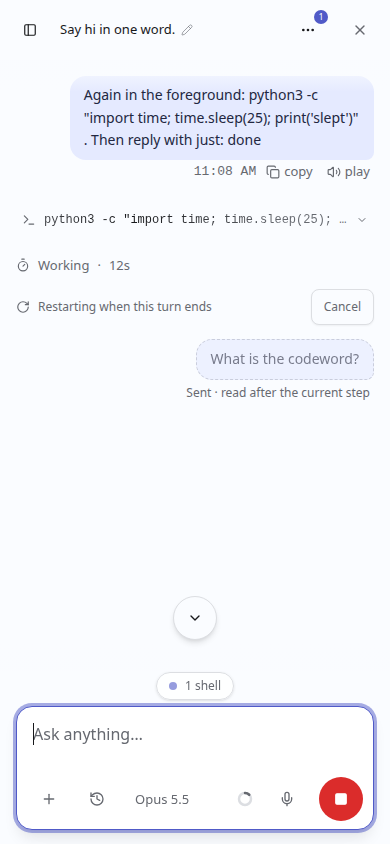 Say hi in one word.
1
Again in the foreground: python3 -c
"import time; time.sleep(25); print('slept')"
. Then reply with just: done
11:08 AM copy play
python3 -c "import time; time.sleep(25); …
Working · 12s
Restarting when this turn ends Cancel
What is the codeword?
Sent · read after the current step
1 shell
Ask anything...
Opus 5.5